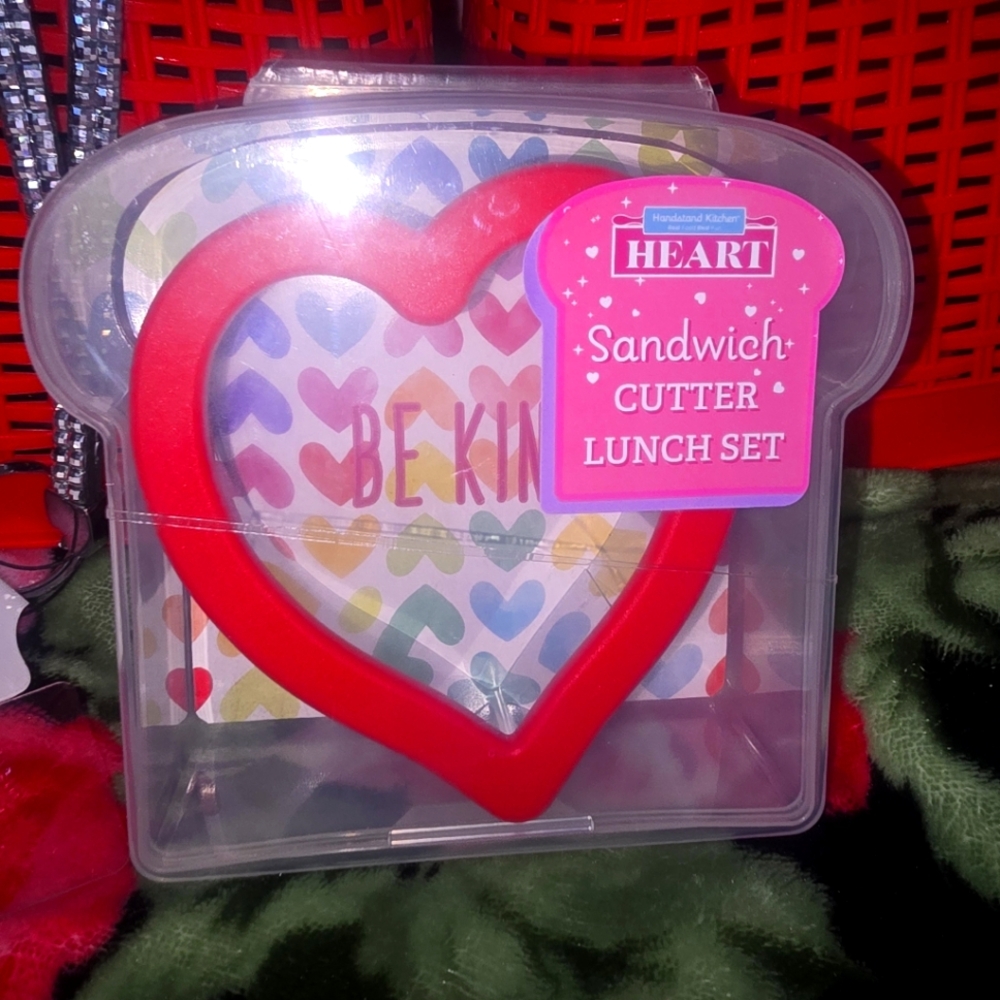 Handstand Kitchen
HEART
Sandwich
CUTTER
LUNCH SET
BE KIN